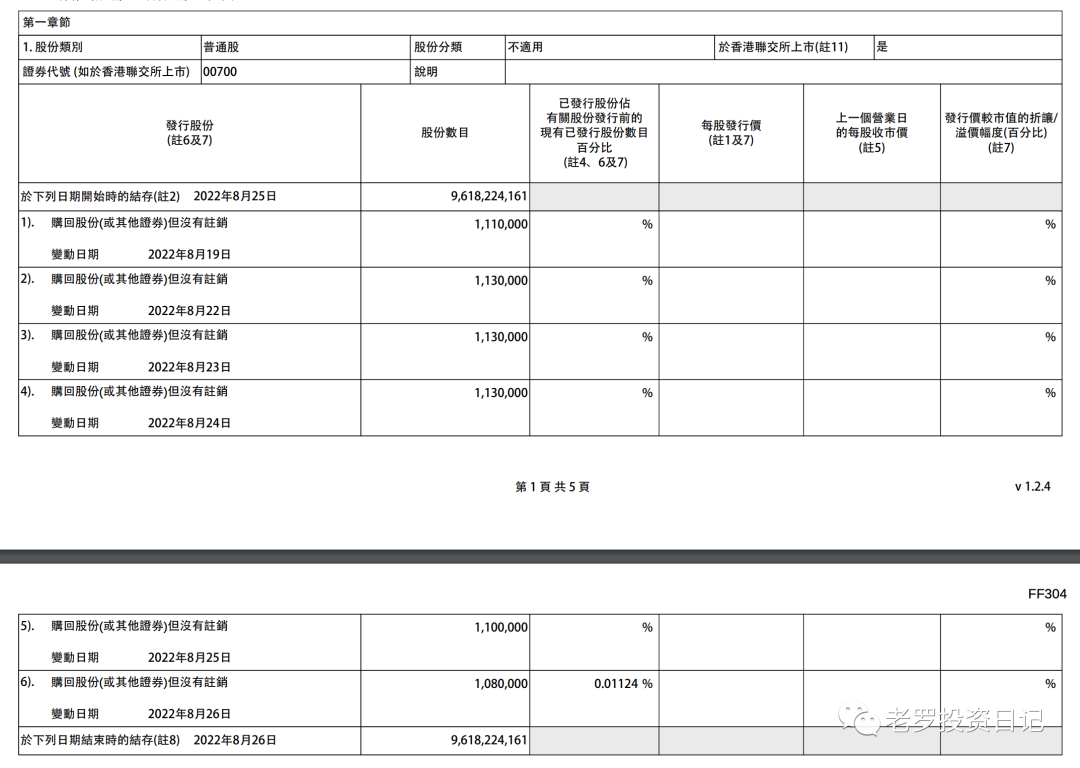 第一章節
1. 股份類別 普通股 股份分類 不適用 於香港聯交所上市(註11) 是
證券代號 (如於香港聯交所上市) 00700 說明
發行股份
(註6及7)
股份數目
已發行股份佔
有關股份發行前的
現有已發行股份數目
百分比
(註4、6及7)
每股發行價
(註1及7)
上一個營業日
的每股收市價
(註5)
發行價較市值的折讓/
溢價幅度(百分比)
(註7)
於下列日期開始時的結存(註2) 2022年8月25日 9,618,224,161
1). 購回股份(或其他證券)但沒有註銷 1,110,000 % %
變動日期 2022年8月19日
2). 購回股份(或其他證券)但沒有註銷 1,130,000 % %
變動日期 2022年8月22日
3). 購回股份(或其他證券)但沒有註銷 1,130,000 % %
變動日期 2022年8月23日
4). 購回股份(或其他證券)但沒有註銷 1,130,000 % %
變動日期 2022年8月24日
第 1 頁 共 5 頁 v 1.2.4
FF304
5). 購回股份(或其他證券)但沒有註銷 1,100,000 % %
變動日期 2022年8月25日
6). 購回股份(或其他證券)但沒有註銷 1,080,000 0.01124 % %
變動日期 2022年8月26日
於下列日期結束時的結存(註8) 2022年8月26日 9,618,224,161
老罗投资日记